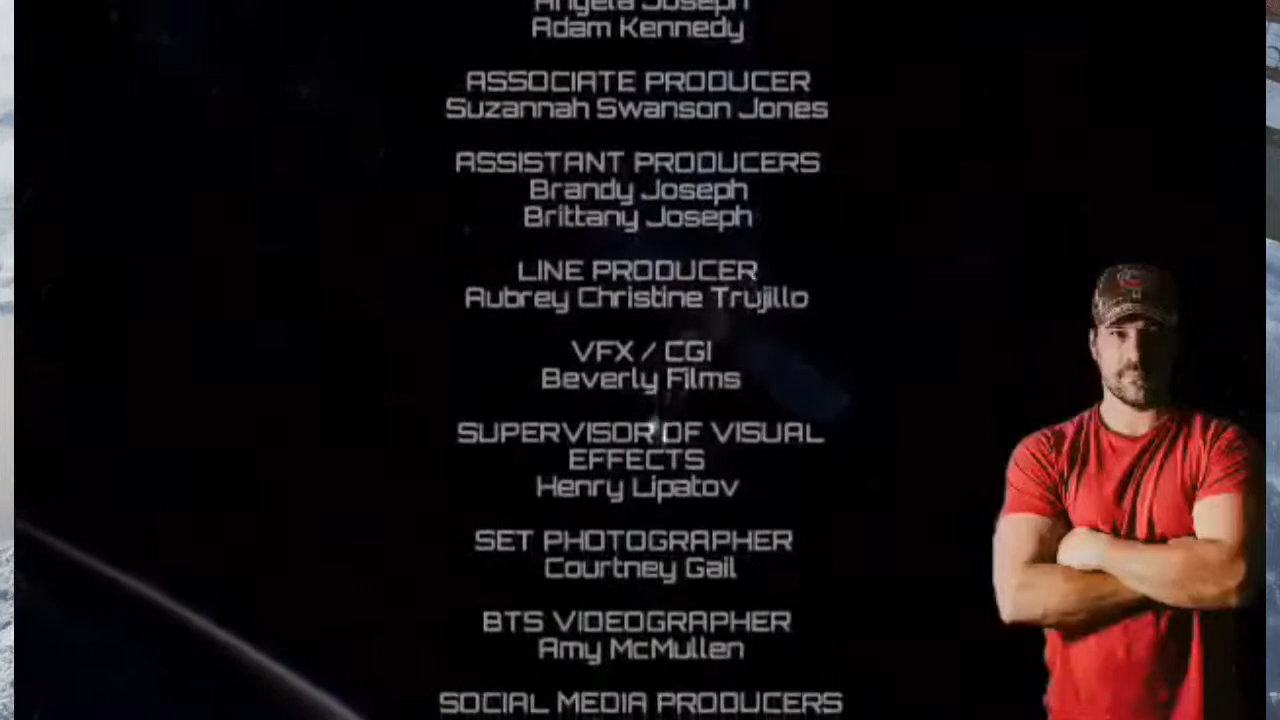 Angela Joseph
Adam Kennedy
ASSOCIATE PRODUCER
Suzannah Swanson Jones
ASSISTANT PRODUCERS
Brandy Joseph
Brittany Joseph
LINE PRODUCER
Aubrey Christine Trujillo
VFX / CGI
Beverly Films
SUPERVISOR OF VISUAL
EFFECTS
Henry Lipatov
SET PHOTOGRAPHER
Courtney Gail
BTS VIDEOGRAPHER
Amy McMullen
SOCIAL MEDIA PRODUCERS